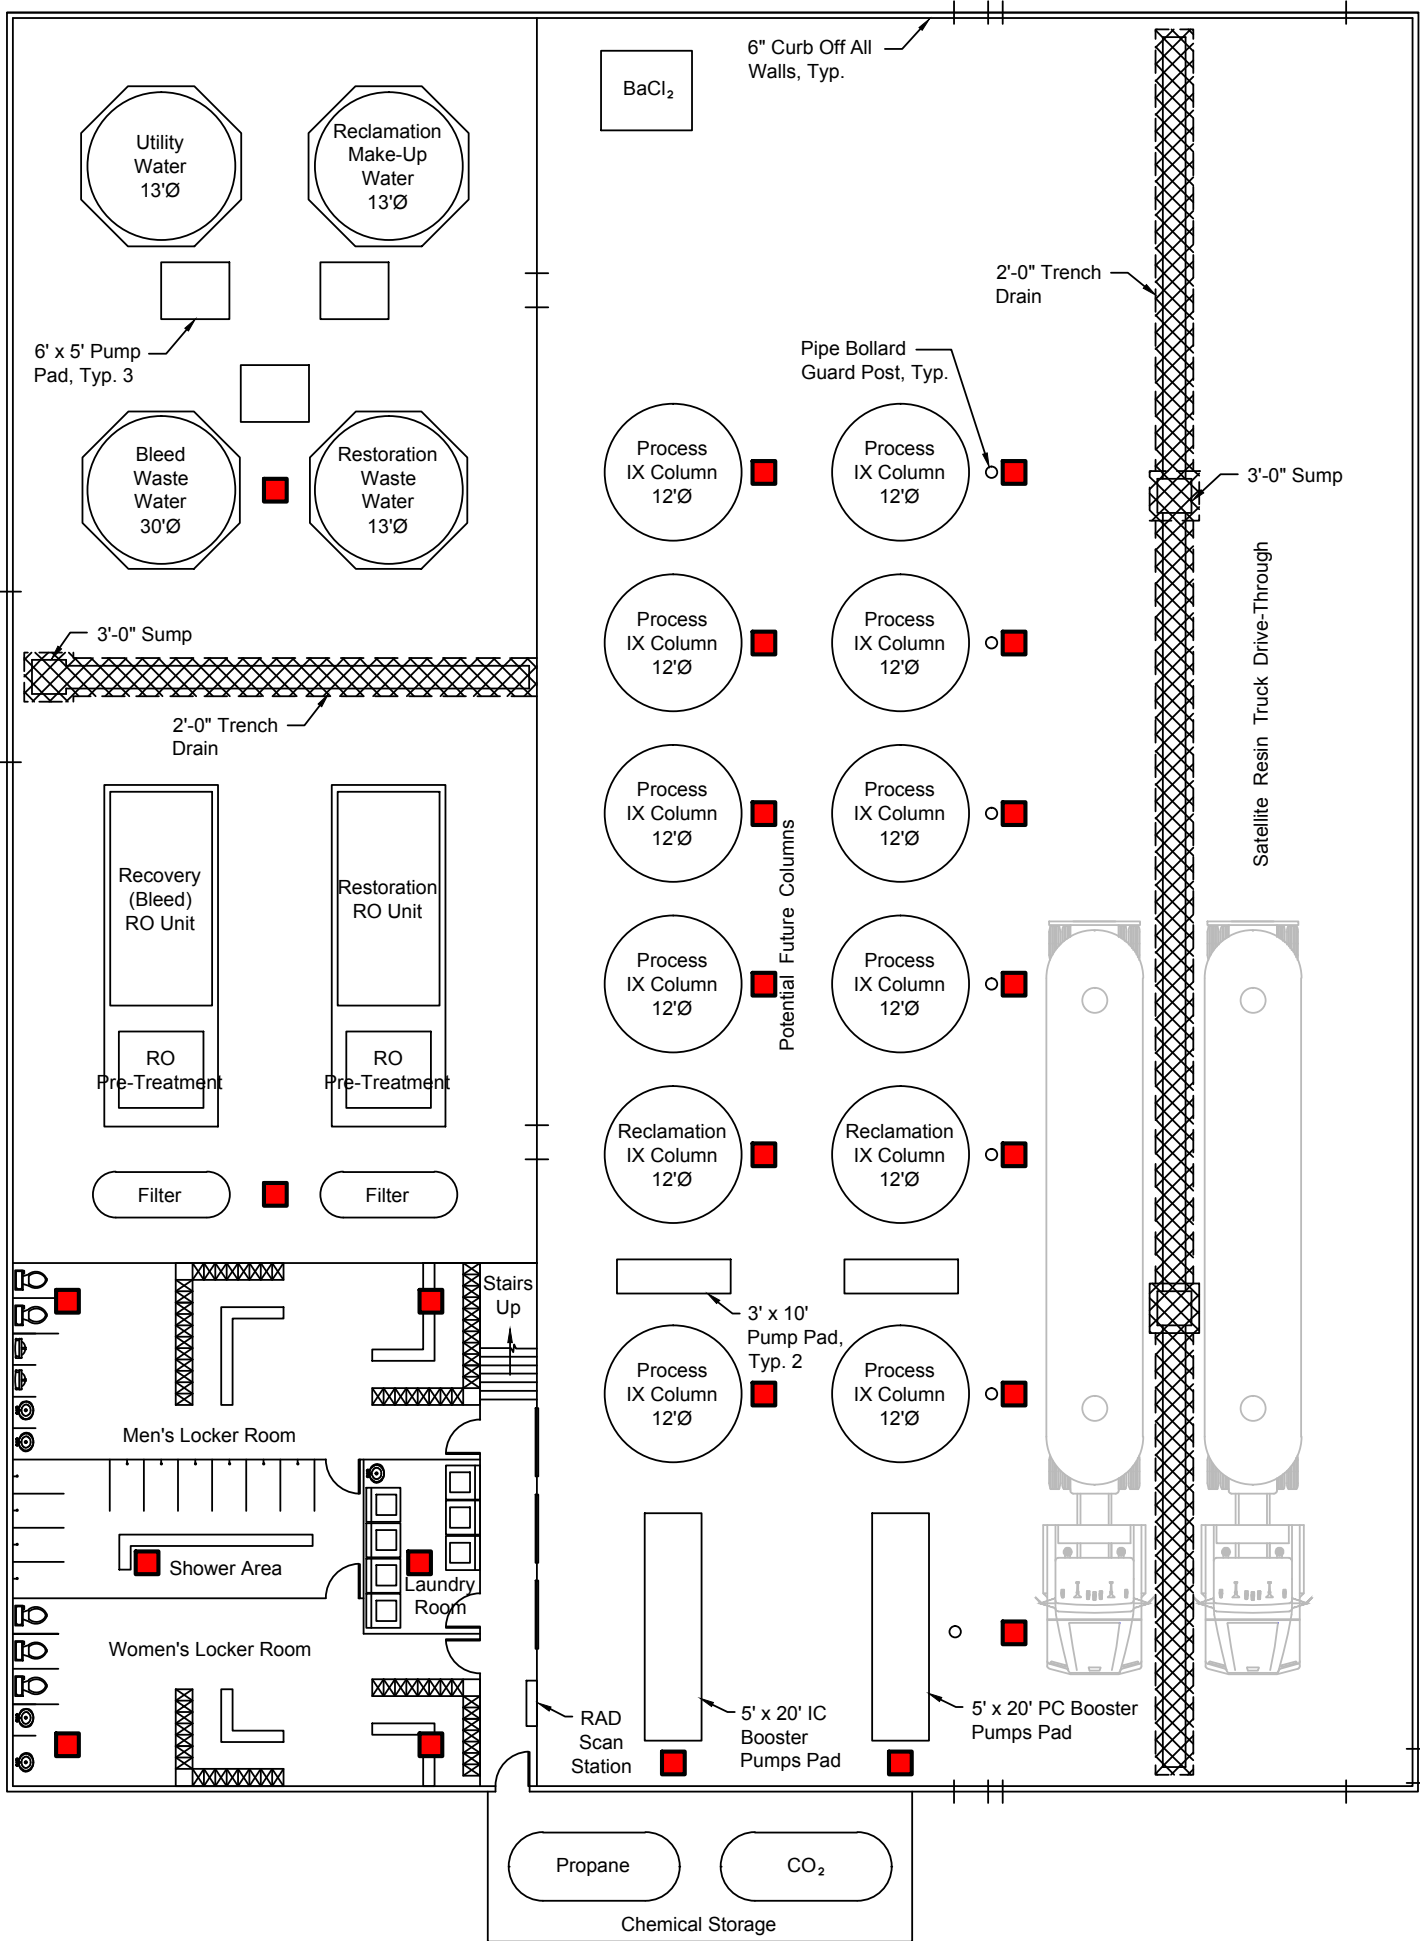 6" Curb Off All
Walls, Typ.
BaCl₂
Utility
Water
13'Ø
Reclamation
Make-Up
Water
13'Ø
2'-0" Trench
Drain
6' x 5' Pump
Pad, Typ. 3
Pipe Bollard
Guard Post, Typ.
Bleed
Waste
Water
30'Ø
Restoration
Waste
Water
13'Ø
Process
IX Column
12'Ø
Process
IX Column
12'Ø
3'-0" Sump
Satellite Resin Truck Drive-Through
3'-0" Sump
Process
IX Column
12'Ø
Process
IX Column
12'Ø
2'-0" Trench
Drain
Process
IX Column
12'Ø
Process
IX Column
12'Ø
Potential Future Columns
Recovery
(Bleed)
RO Unit
Restoration
RO Unit
Process
IX Column
12'Ø
Process
IX Column
12'Ø
RO
Pre-Treatment
RO
Pre-Treatment
Reclamation
IX Column
12'Ø
Reclamation
IX Column
12'Ø
Filter
Filter
Stairs
Up
3' x 10'
Pump Pad,
Typ. 2
Process
IX Column
12'Ø
Process
IX Column
12'Ø
Men's Locker Room
Shower Area
Laundry
Room
Women's Locker Room
RAD
Scan
Station
5' x 20' IC
Booster
Pumps Pad
5' x 20' PC Booster
Pumps Pad
Propane
CO₂
Chemical Storage